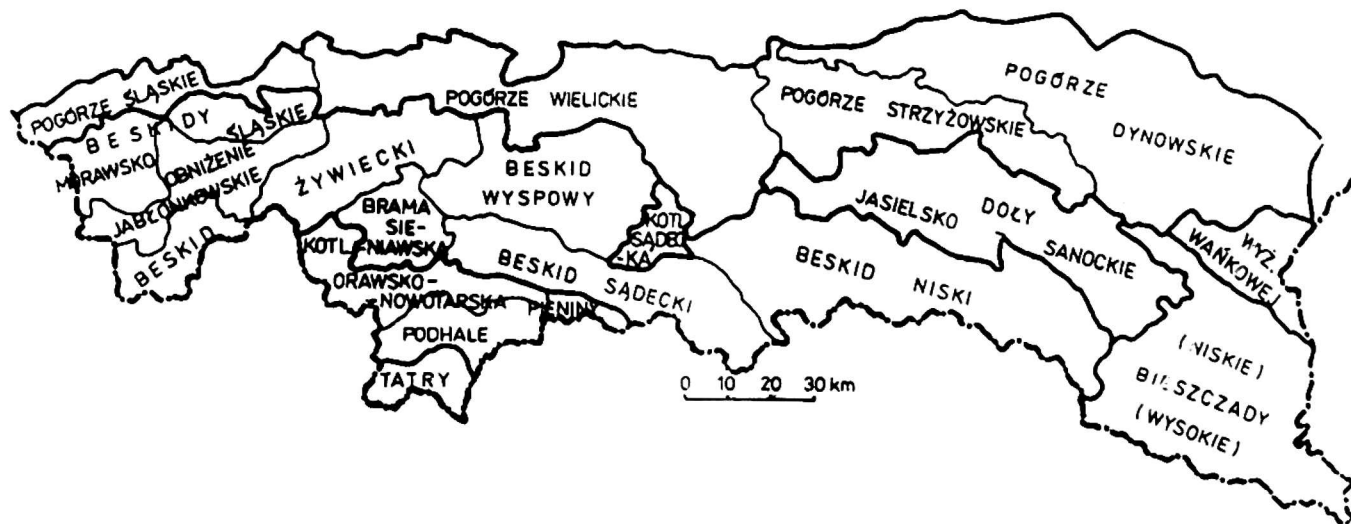 POGÓRZE ŚLĄSKIE
BESKIDY
MORAWSKO
ŚLĄSKIE
OBNIŻENIE
JABŁONKOWSKIE
BESKID
ŻYWIECKI
POGÓRZE WIELICKIE
BESKID
WYSPOWY
BRAMA
SIE-
NIAWSKA
KOTL.
ORAWSKO-
-NOWOTARSKA
PODHALE
TATRY
PIENINY
BESKID SĄDECKI
KOTL
SĄDEC
-KA
POGÓRZE STRZYŻOWSKIE
POGÓRZE
DYNOWSKIE
JASIELSKO
DOŁY
SANOCKIE
BESKID
NISKI
WYŻ.
WAŃKOWEJ
(NISKIE)
BIESZCZADY
(WYSOKIE)
0 10 20 30 km